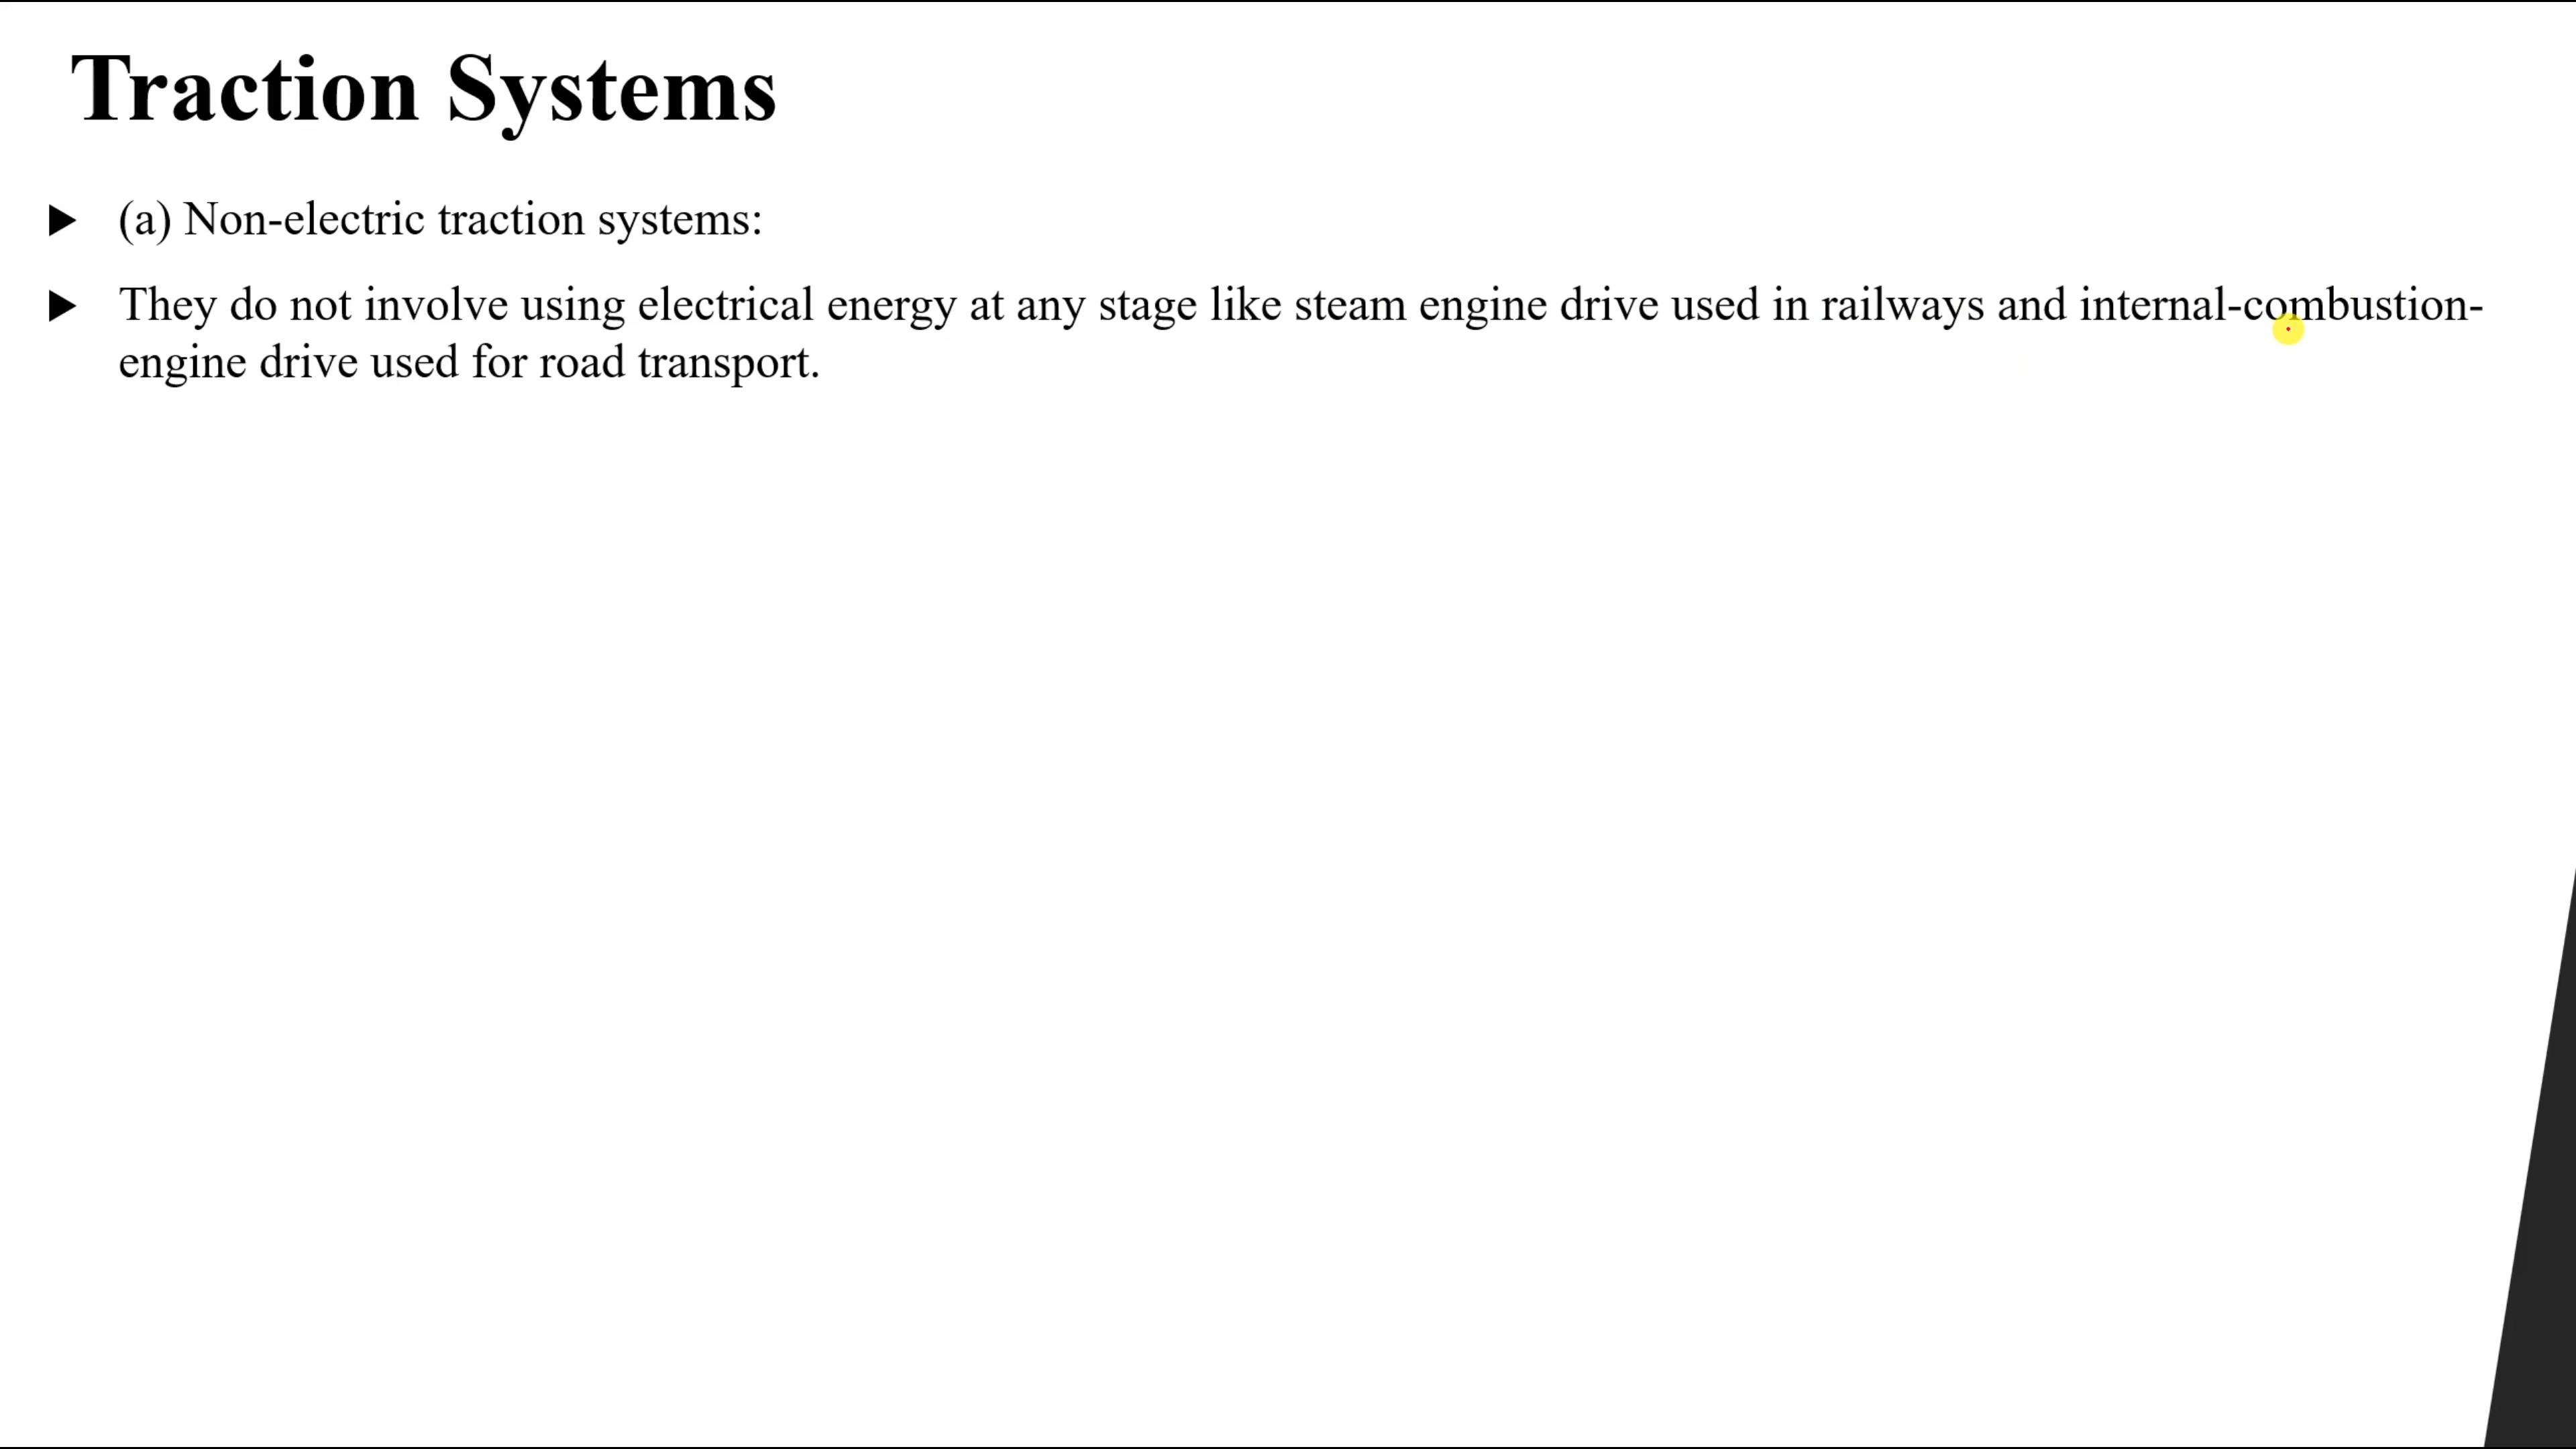 Traction Systems
(a) Non-electric traction systems:
They do not involve using electrical energy at any stage like steam engine drive used in railways and internal-combustion-
engine drive used for road transport.